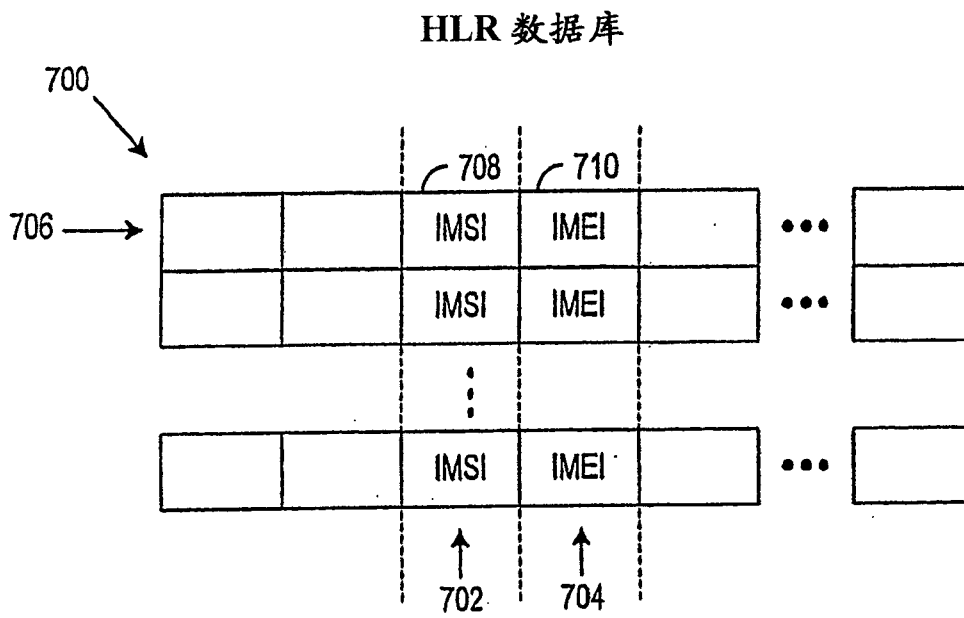 HLR 数据库
700
708
710
706
IMSI
IMEI
IMSI
IMEI
IMSI
IMEI
702
704